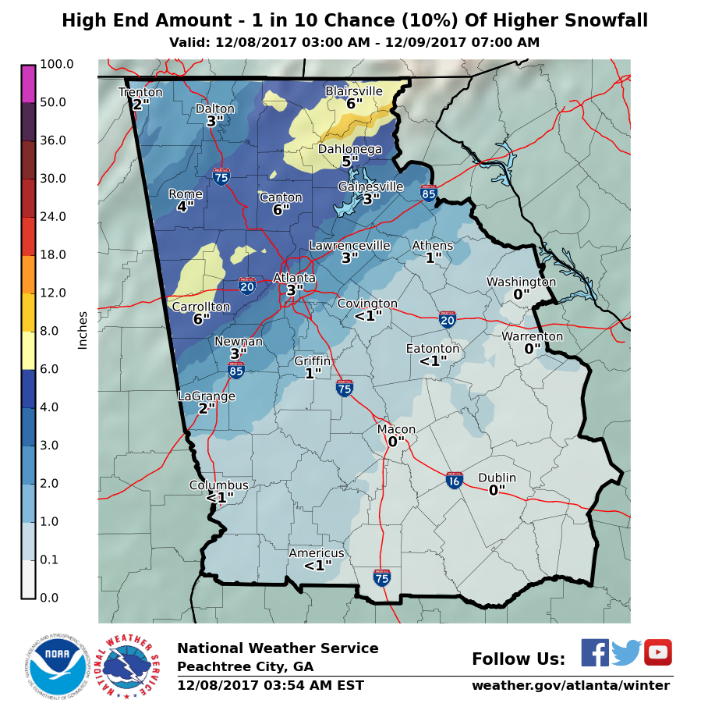 High End Amount - 1 in 10 Chance (10%) Of Higher Snowfall
Valid: 12/08/2017 03:00 AM - 12/09/2017 07:00 AM
100.0
50.0
36.0
30.0
24.0
18.0
12.0
8.0
6.0
4.0
3.0
2.0
1.0
0.1
0.0
Inches
Trenton
2"
Dalton
3"
Blairsville
6"
Dahlonega
5"
75
Rome
4"
Canton
6"
Gainesville
3"
85
Lawrenceville
3"
Athens
1"
20
Atlanta
3"
Washington
0"
Carrollton
6"
Covington
<1"
20
Warrenton
0"
Newnan
3"
85
Griffin
1"
Eatonton
<1"
75
LaGrange
2"
Macon
0"
Columbus
<1"
16
Dublin
0"
Americus
<1"
75
NOAA
NATIONAL WEATHER SERVICE
National Weather Service
Peachtree City, GA
12/08/2017 03:54 AM EST
Follow Us:
weather.gov/atlanta/winter